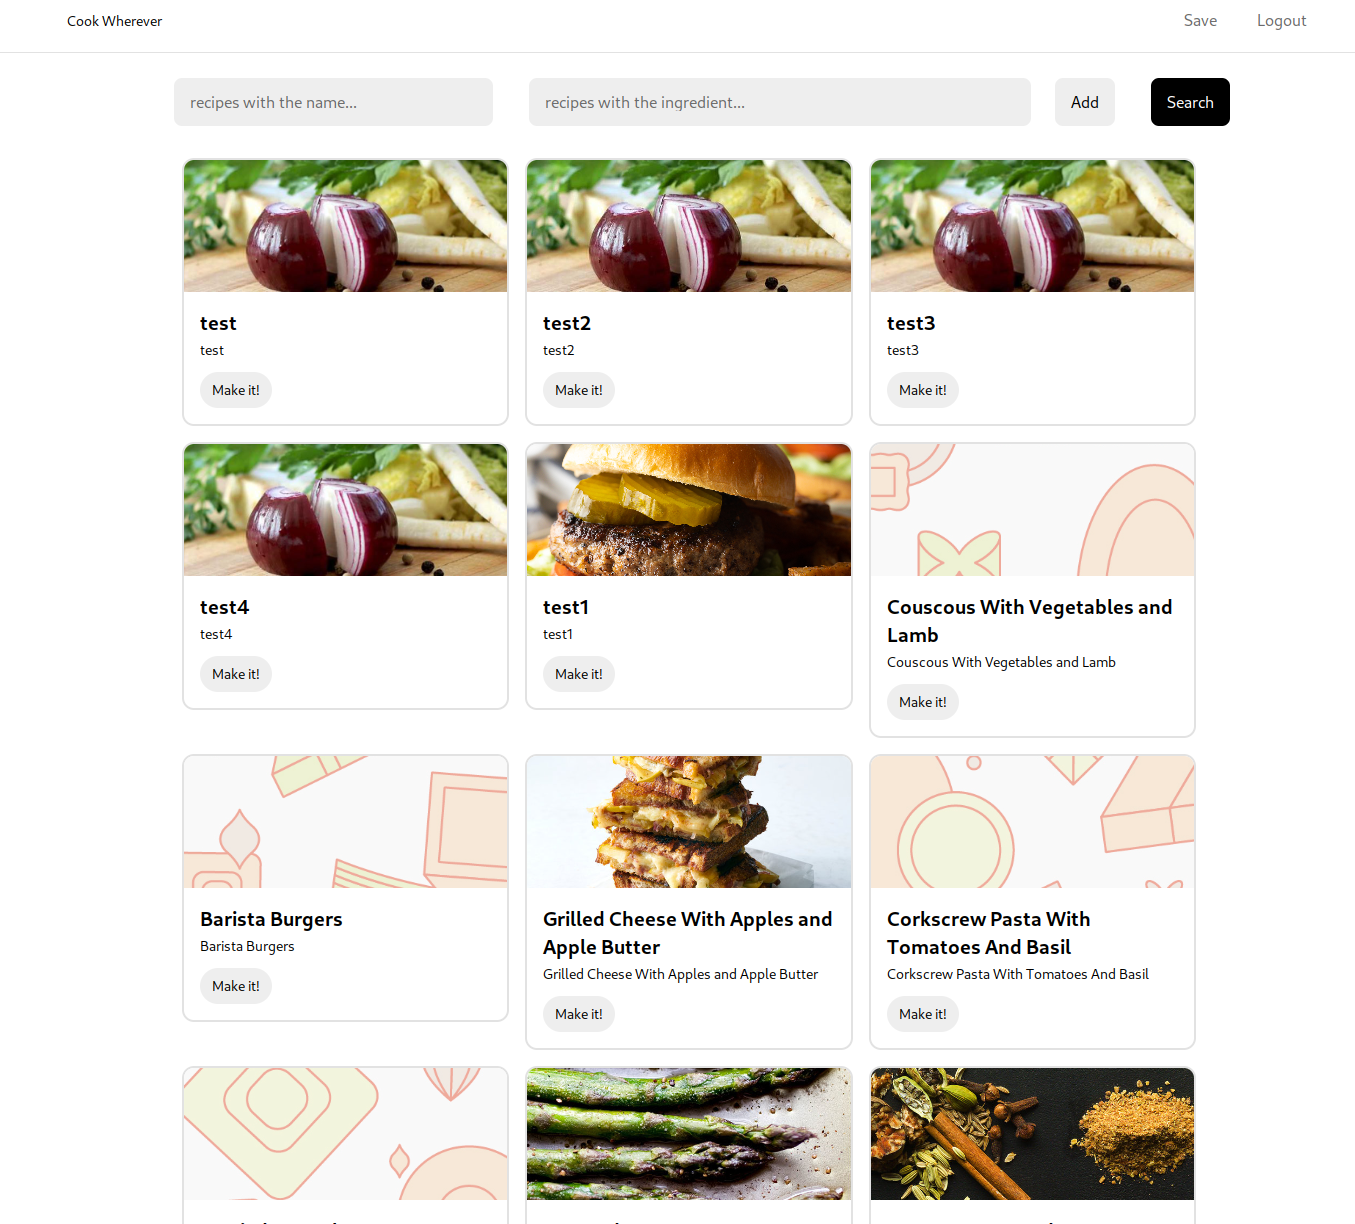 Cook Wherever
Save
Logout
recipes with the name...
recipes with the ingredient...
Add
Search
test
test
Make it!
test2
test2
Make it!
test3
test3
Make it!
test4
test4
Make it!
test1
test1
Make it!
Couscous With Vegetables and
Lamb
Couscous With Vegetables and Lamb
Make it!
Barista Burgers
Barista Burgers
Make it!
Grilled Cheese With Apples and
Apple Butter
Grilled Cheese With Apples and Apple Butter
Make it!
Corkscrew Pasta With
Tomatoes And Basil
Corkscrew Pasta With Tomatoes And Basil
Make it!